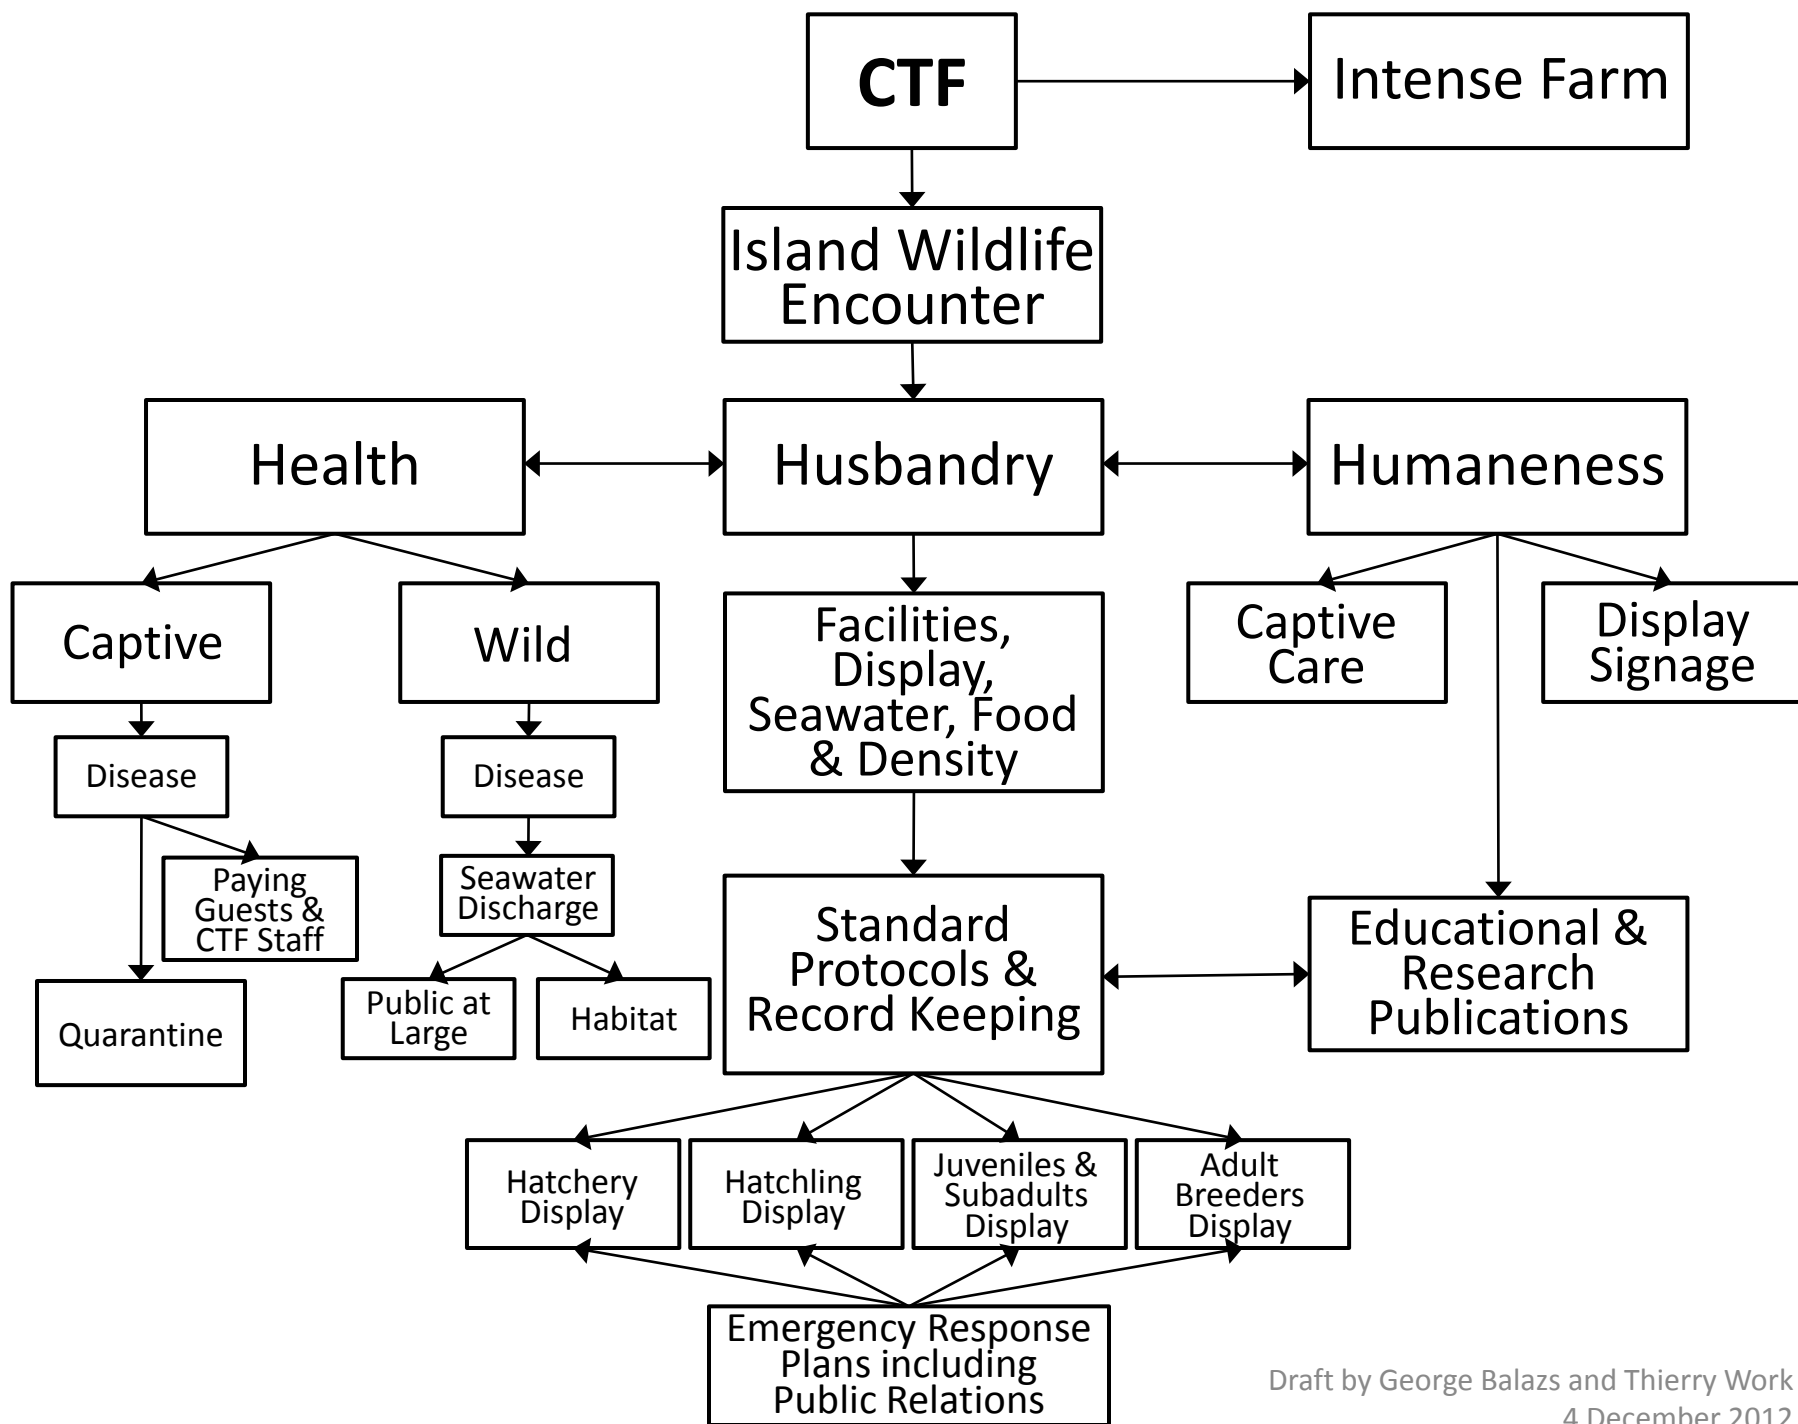 CTF
Intense Farm
Island Wildlife
Encounter
Health
Husbandry
Humaneness
Captive
Wild
Facilities,
Display,
Seawater, Food
& Density
Captive
Care
Display
Signage
Disease
Disease
Paying
Guests &
CTF Staff
Seawater
Discharge
Quarantine
Public at
Large
Habitat
Standard
Protocols &
Record Keeping
Educational &
Research
Publications
Hatchery
Display
Hatchling
Display
Juveniles &
Subadults
Display
Adult
Breeders
Display
Emergency Response
Plans including
Public Relations
Draft by George Balazs and Thierry Work
4 December 2012